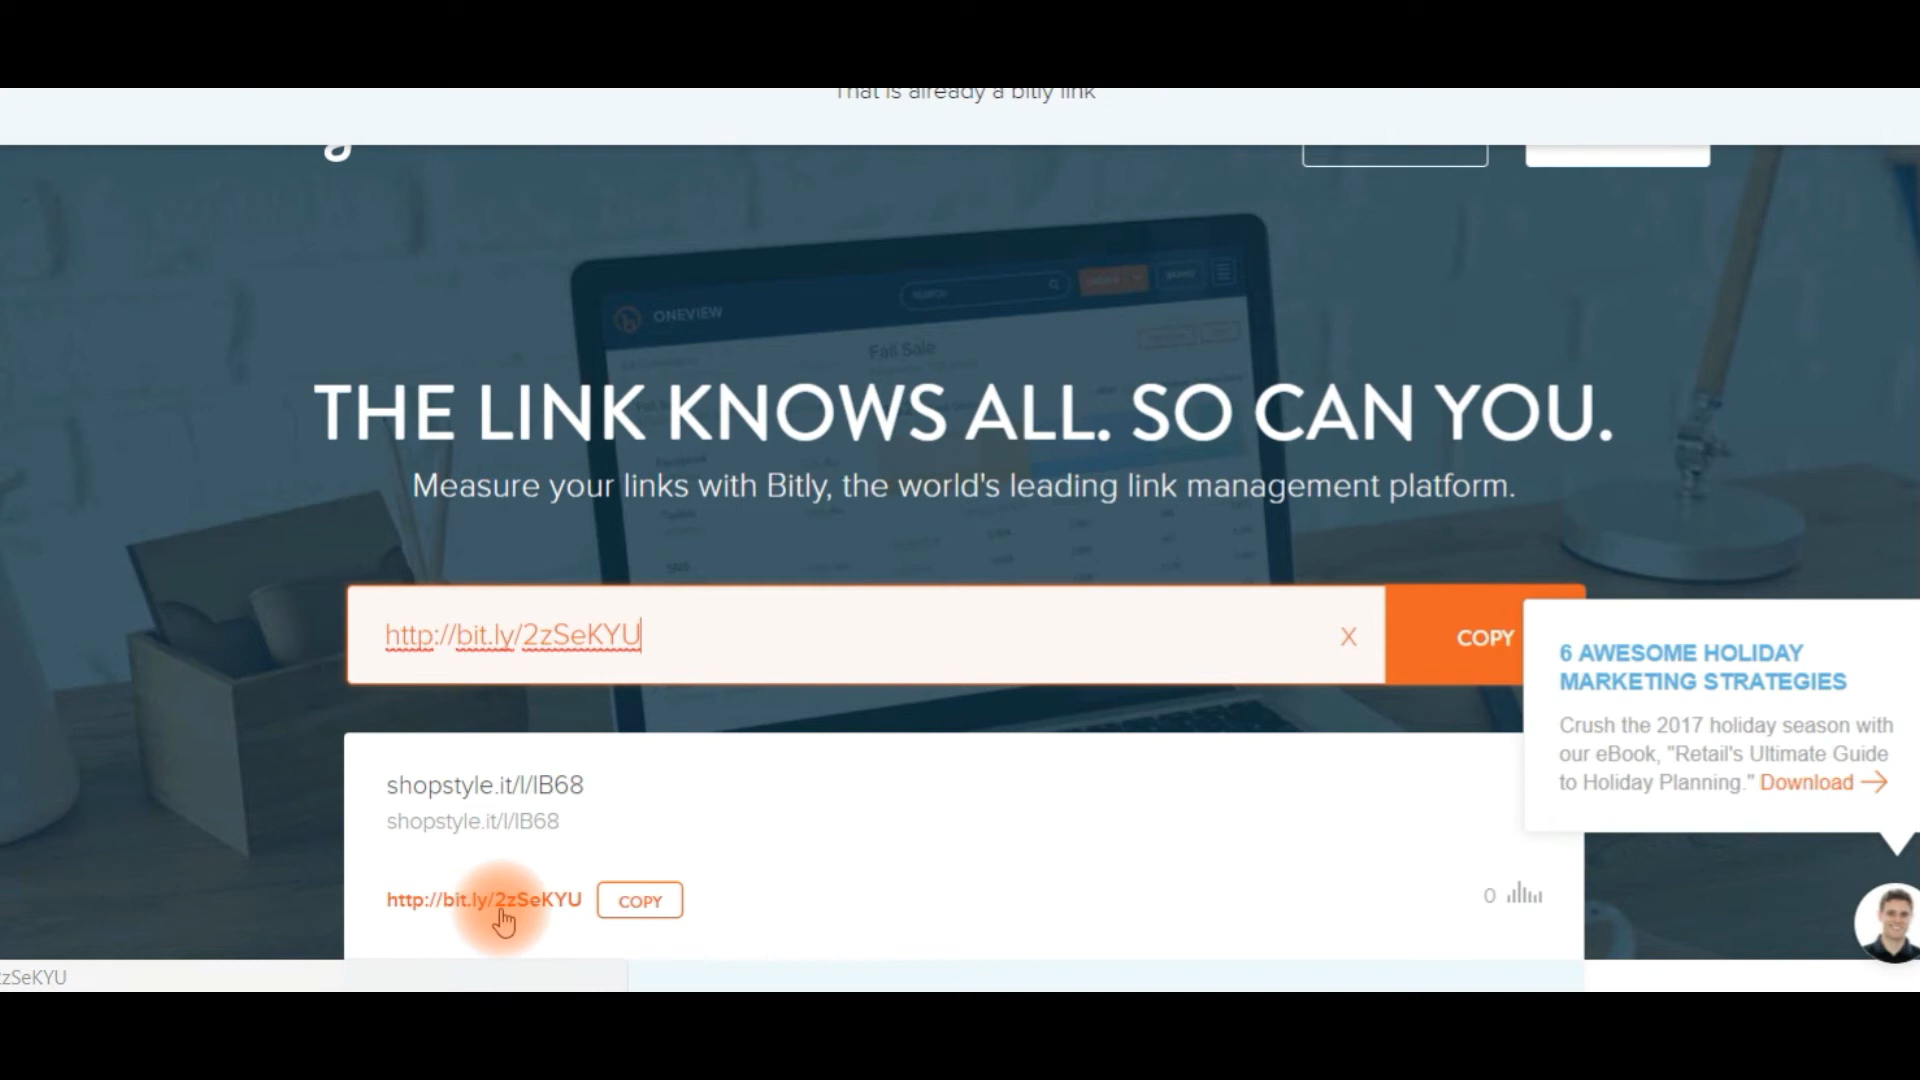 That is already a bitly link
ONEVIEW
Fall Sale
THE LINK KNOWS ALL. SO CAN YOU.
Measure your links with Bitly, the world's leading link management platform.
http://bit.ly/2zSeKYU
X
COPY
6 AWESOME HOLIDAY
MARKETING STRATEGIES
Crush the 2017 holiday season with
our eBook, "Retail's Ultimate Guide
to Holiday Planning." Download
shopstyle.it/l/IB68
shopstyle.it/l/IB68
http://bit.ly/2zSeKYU
COPY
0
zSeKYU